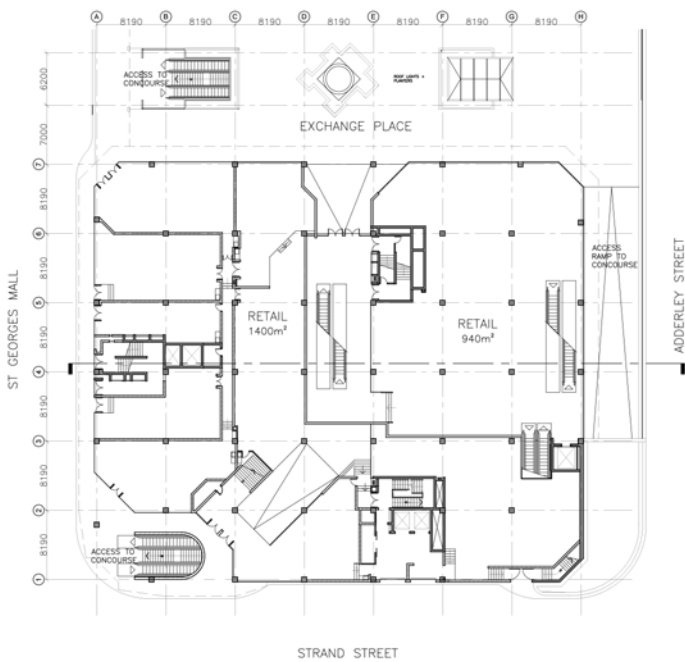 A B C D E F G H
8190 8190 8190 8190 8190 8190 8190
6200
ACCESS TO
CONCOURSE
ROOF LIGHTS +
PLANTERS
EXCHANGE PLACE
7000
7
8190
6
ACCESS
RAMP TO
CONCOURSE
8190
5
RETAIL
1400m²
RETAIL
940m²
ST GEORGES MALL
ADDERLEY STREET
8190
4
8190
3
8190
2
8190
ACCESS TO
CONCOURSE
1
STRAND STREET